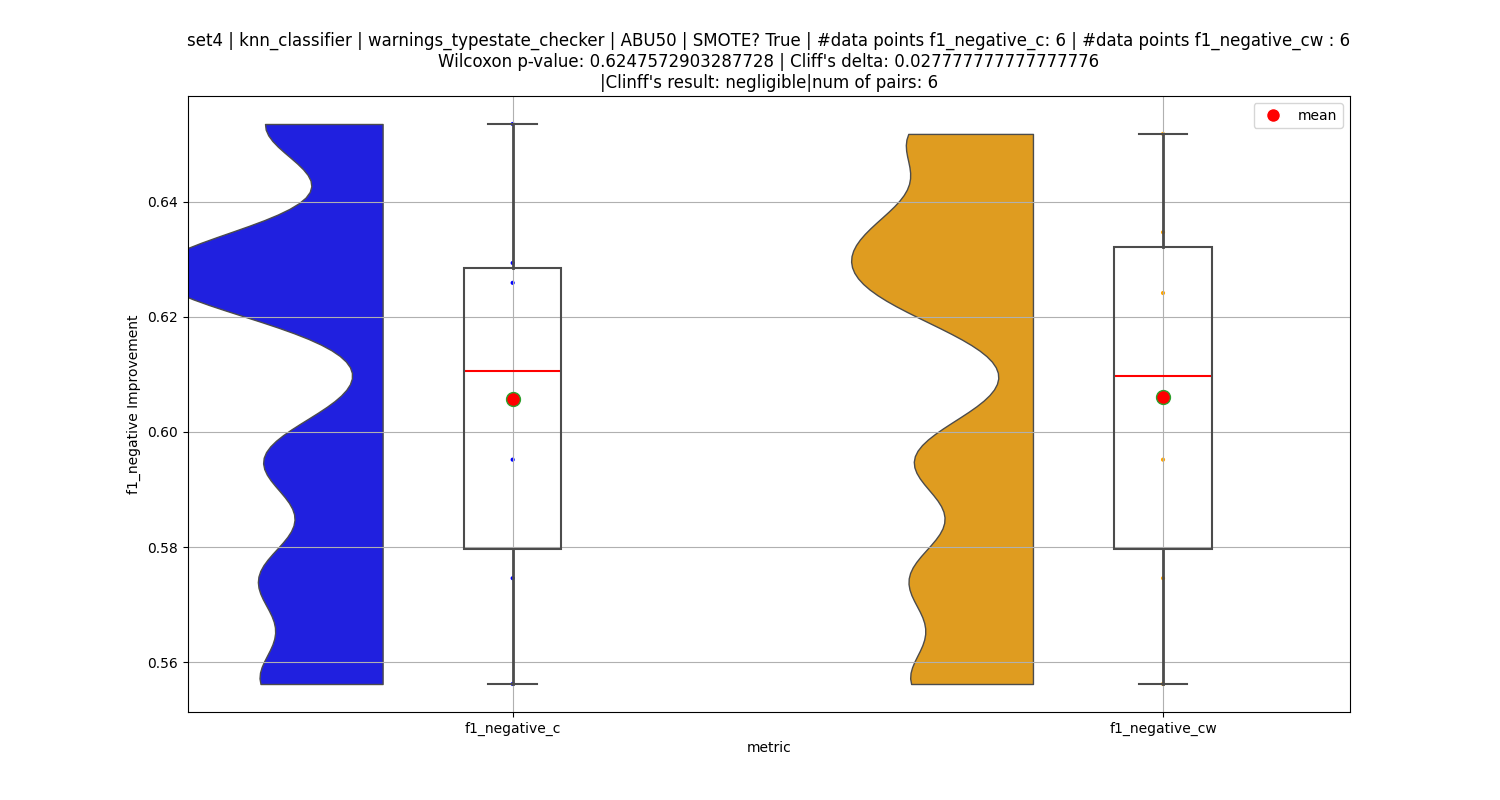 set4 | knn_classifier | warnings_typestate_checker | ABU50 | SMOTE? True | #data points f1_negative_c: 6 | #data points f1_negative_cw : 6
Wilcoxon p-value: 0.6247572903287728 | Cliff's delta: 0.027777777777777776
|Clinff's result: negligible|num of pairs: 6
mean
0.64
0.62
0.60
0.58
0.56
f1_negative Improvement
f1_negative_c
f1_negative_cw
metric